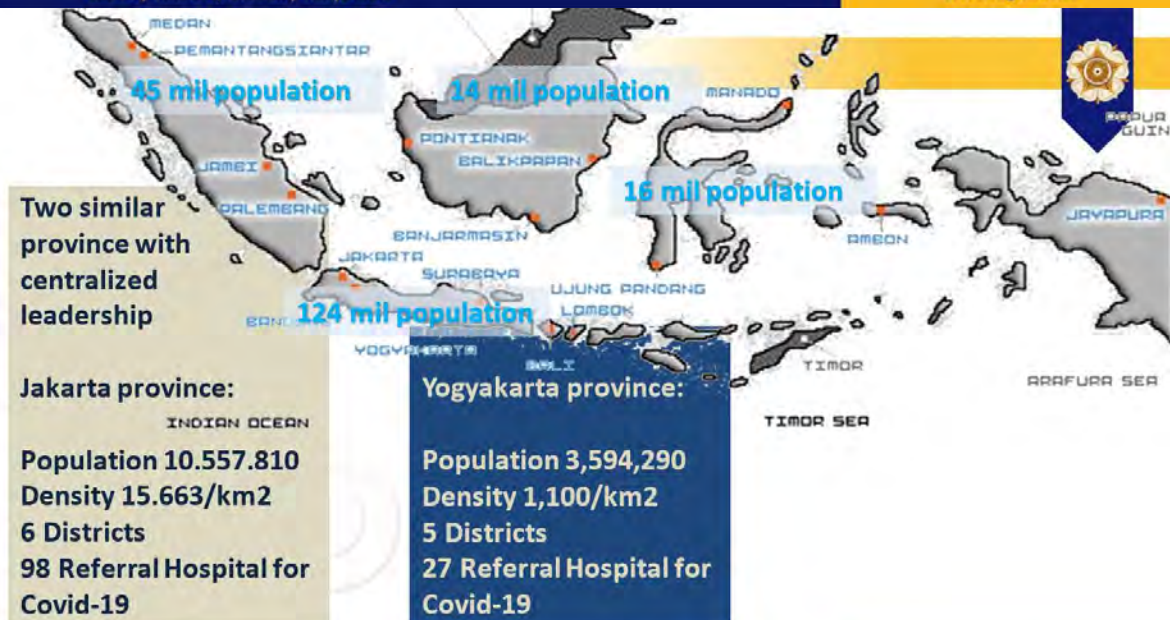 MEDAN
PEMANTANGSIANTAR
45 mil population
14 mil population
MANADO
PAPUA
GUIN
PONTIANAK
JAMBI
BALIKPAPAN
16 mil population
PALEMBANG
JAYAPURA
BANJARMASIN
AMBON
Two similar
province with
centralized
leadership
JAKARTA
SURABAYA
UJUNG PANDANG
LOMBOK
124 mil population
YOGYAKARTA
BALI
TIMOR
ARAFURA SEA
TIMOR SEA
INDIAN OCEAN
Jakarta province:
Population 10.557.810
Density 15.663/km2
6 Districts
98 Referral Hospital for
Covid-19
Yogyakarta province:
Population 3,594,290
Density 1,100/km2
5 Districts
27 Referral Hospital for
Covid-19